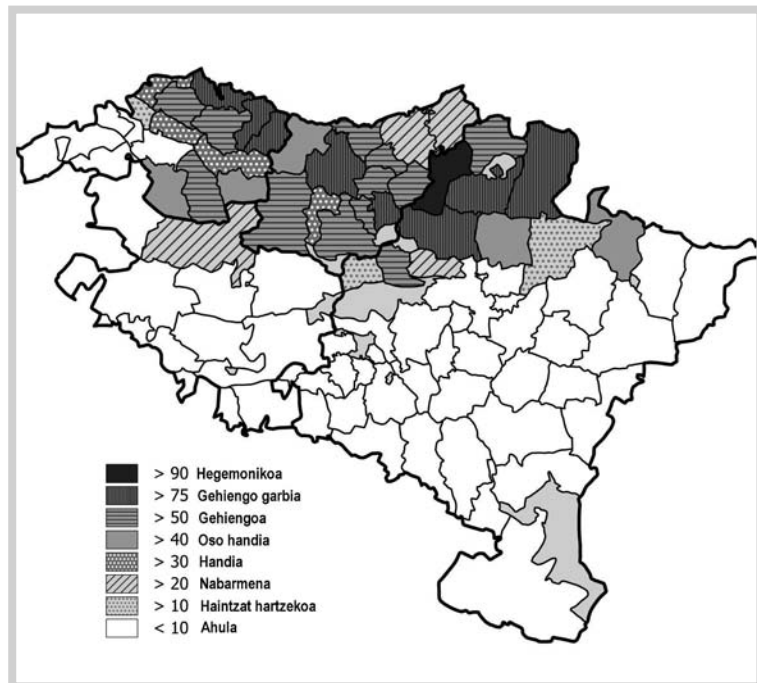 > 90 Hegemonikoa
> 75 Gehiengo garbia
> 50 Gehiengoa
> 40 Oso handia
> 30 Handia
> 20 Nabarmena
> 10 Haintzat hartzekoa
< 10 Ahula